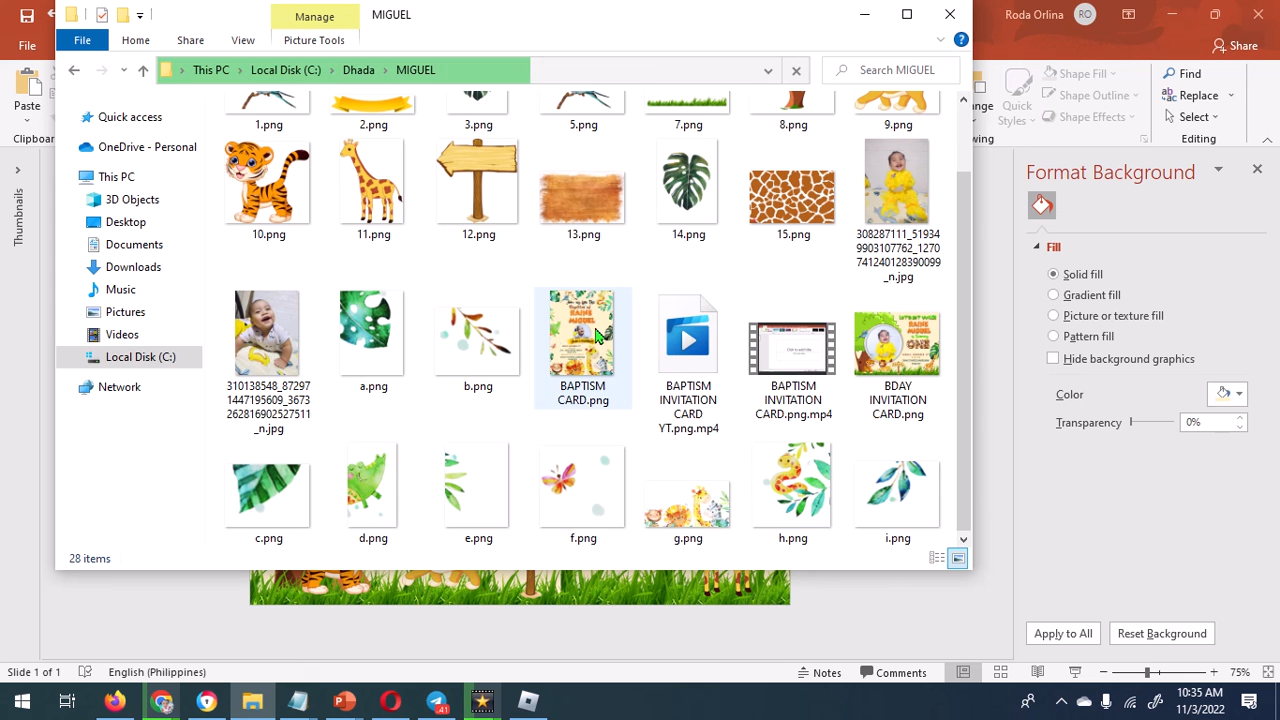 Manage
MIGUEL
Roda Orlina
RO
File
File
Home
Share
View
Picture Tools
Share
This PC
Local Disk (C:)
Dhada
MIGUEL
Search MIGUEL
Paste
Clipboard
Quick
Styles
Shape Fill
Shape Outline
Shape Effects
Find
Replace
Select
Editing
Thumbnails
Quick access
OneDrive - Personal
This PC
3D Objects
Desktop
Documents
Downloads
Music
Pictures
Videos
Local Disk (C:)
Network
1.png
2.png
3.png
5.png
7.png
8.png
9.png
10.png
11.png
12.png
13.png
14.png
15.png
308287111_51934
9903107762_1270
741240128390099
_n.jpg
310138548_87297
1447195609_3673
262816902527511
_n.jpg
a.png
b.png
BAPTISM
CARD.png
BAPTISM
INVITATION
CARD
YT.png.mp4
BAPTISM
INVITATION
CARD.png.mp4
BDAY
INVITATION
CARD.png
c.png
d.png
e.png
f.png
g.png
h.png
i.png
28 items
Format Background
Fill
Solid fill
Gradient fill
Picture or texture fill
Pattern fill
Hide background graphics
Color
Transparency
0%
Apply to All
Reset Background
Slide 1 of 1
English (Philippines)
Notes
Comments
75%
41
10:35 AM
11/3/2022